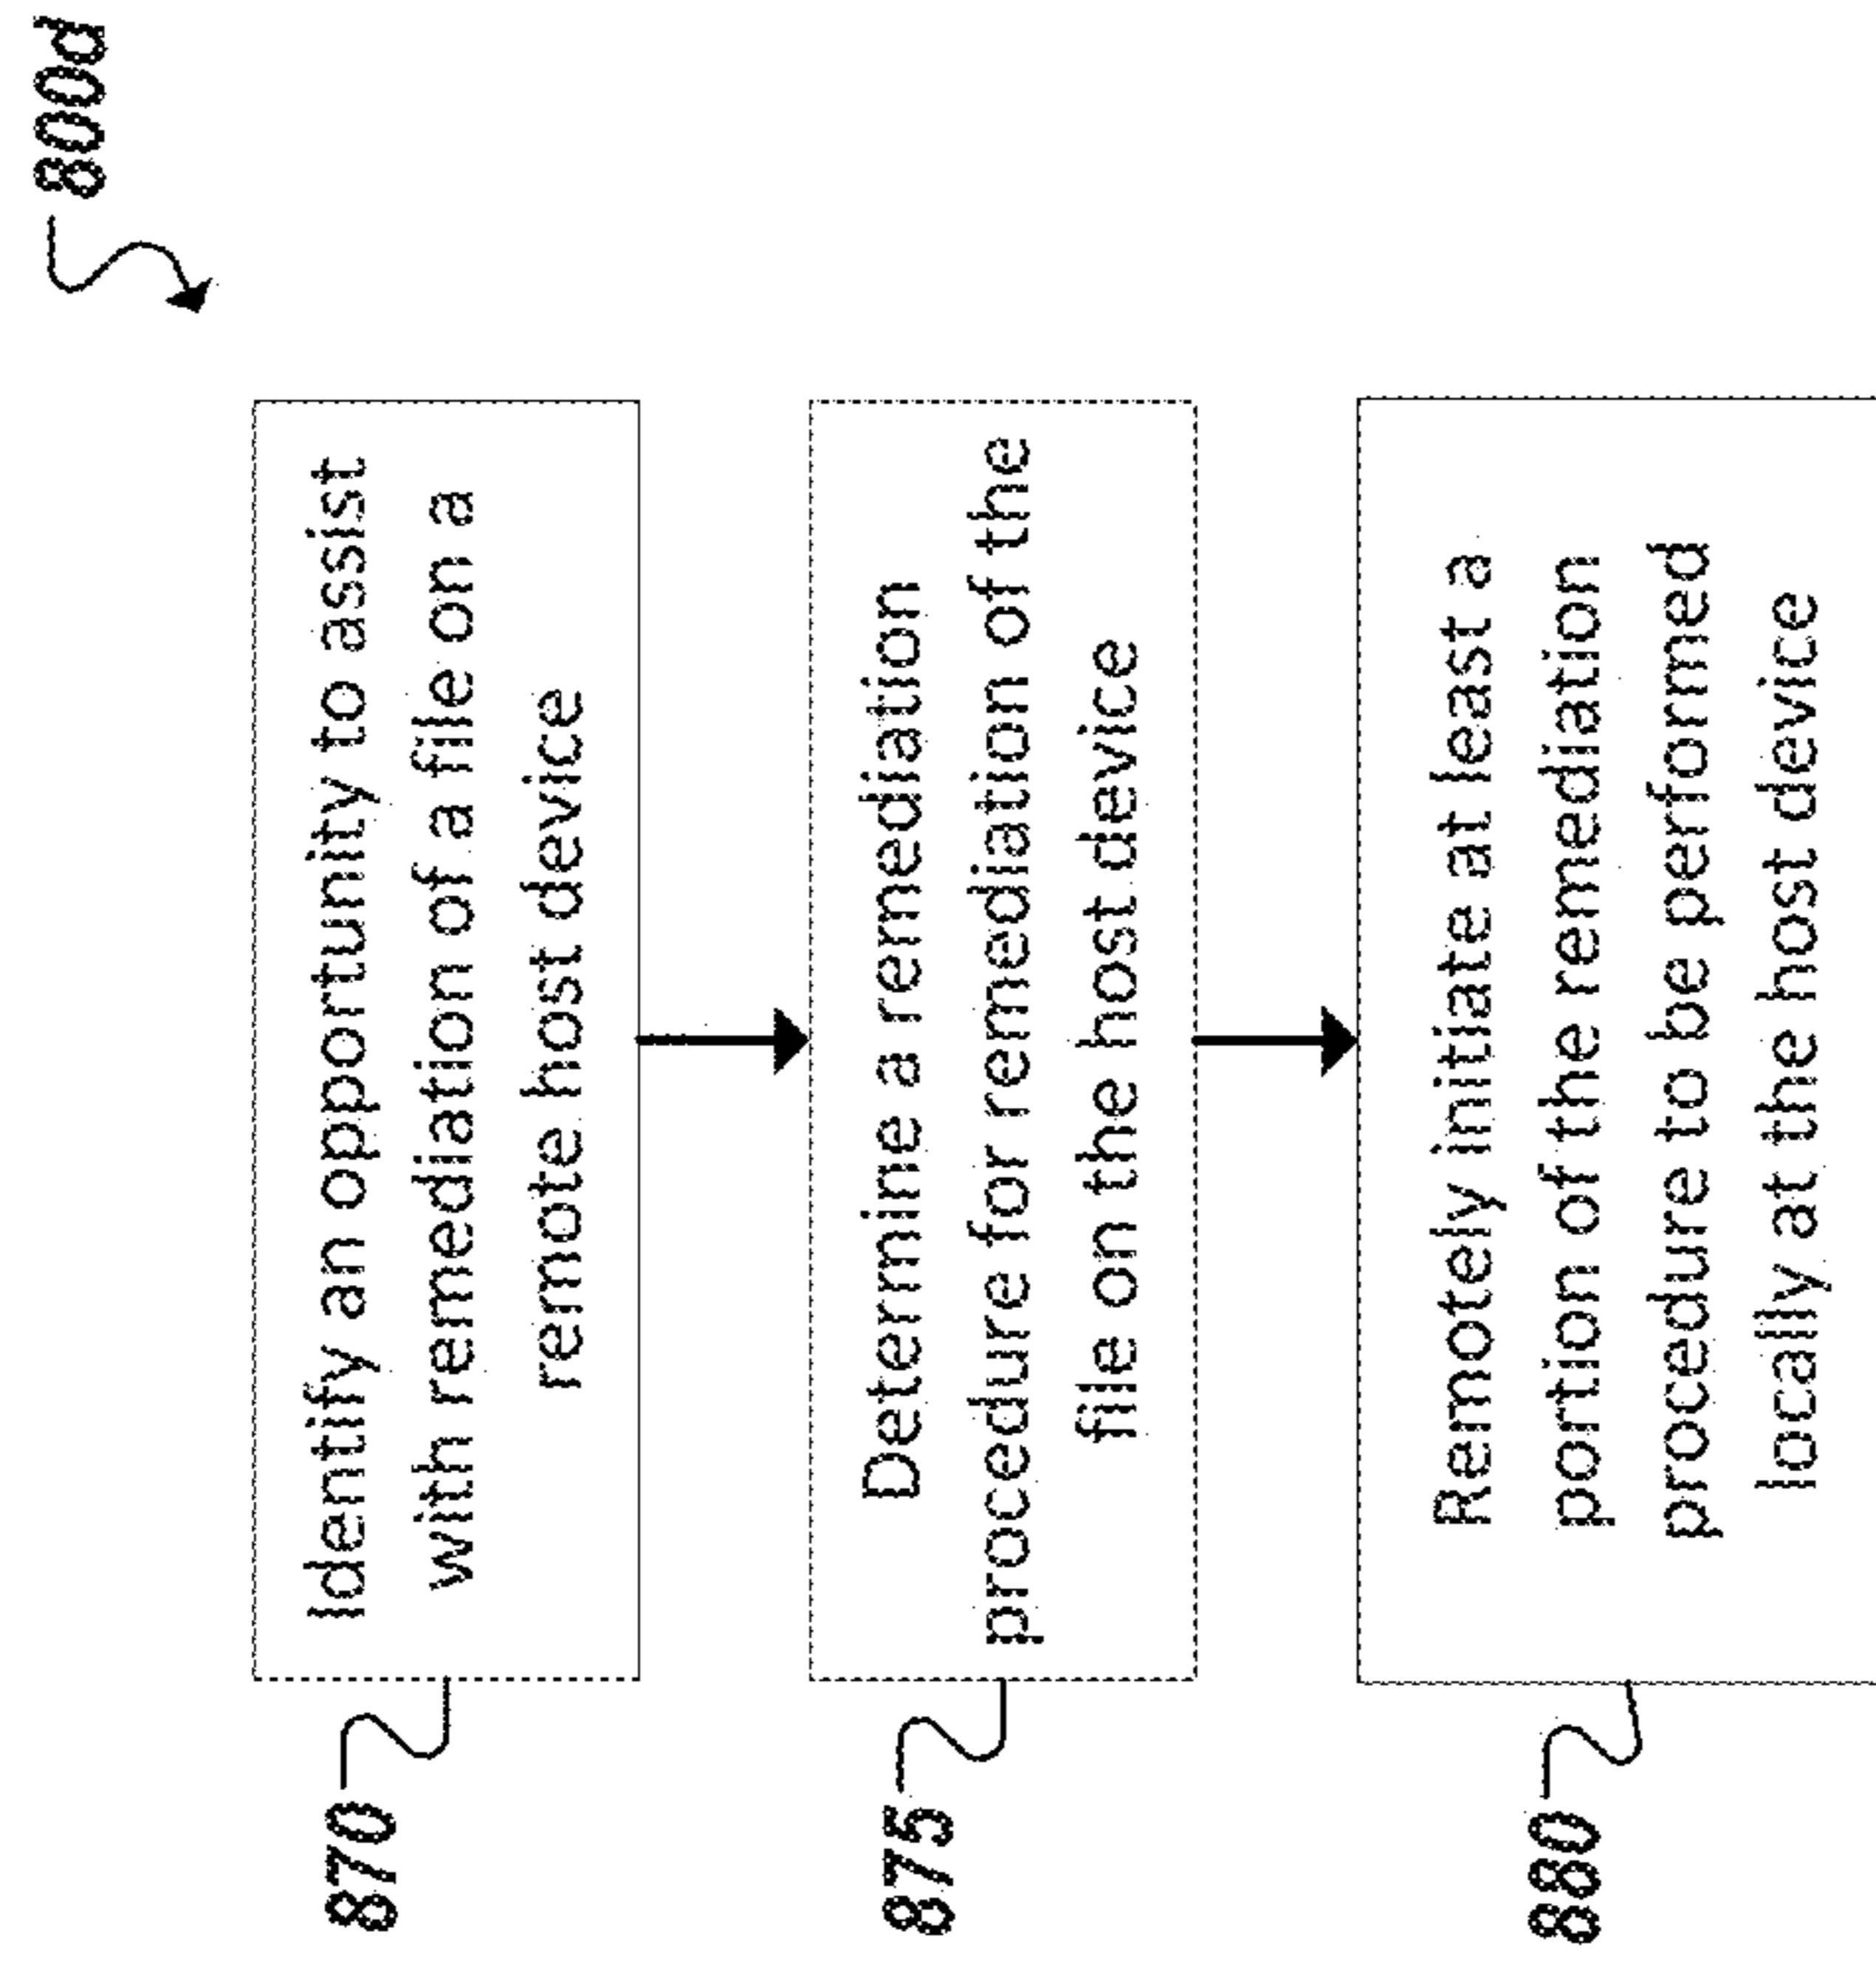 800d
870
Identify an opportunity to assist
with remediation of a file on a
remote host device
875
Determine a remediation
procedure for remediation of the
file on the host device
880
Remotely initiate at least a
portion of the remediation
procedure to be performed
locally at the host device